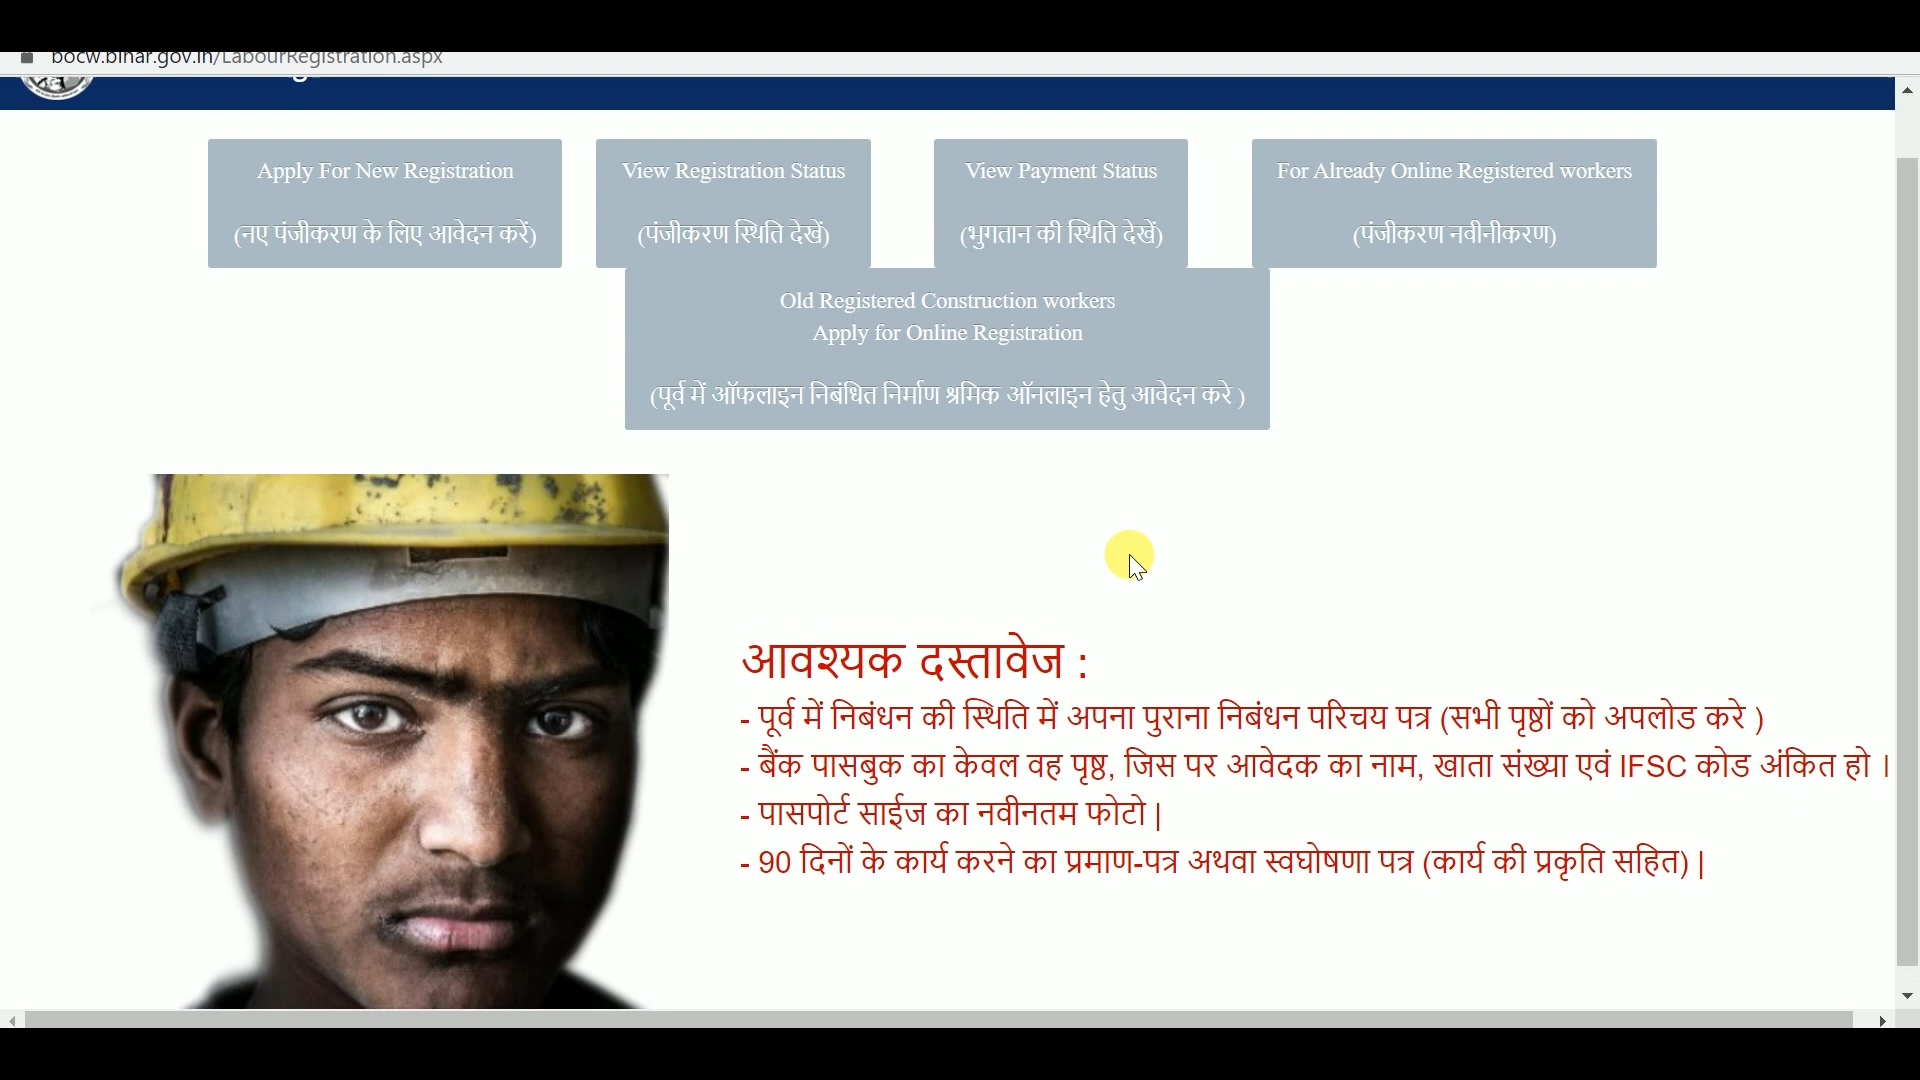 bocw.bihar.gov.in/LabourRegistration.aspx
Apply For New Registration
(नए पंजीकरण के लिए आवेदन करें)
View Registration Status
(पंजीकरण स्थिति देखें)
View Payment Status
(भुगतान की स्थिति देखें)
For Already Online Registered workers
(पंजीकरण नवीनीकरण)
Old Registered Construction workers
Apply for Online Registration
(पूर्व में ऑफलाइन निबंधित निर्माण श्रमिक ऑनलाइन हेतु आवेदन करे )
आवश्यक दस्तावेज :
- पूर्व में निबंधन की स्थिति में अपना पुराना निबंधन परिचय पत्र (सभी पृष्ठों को अपलोड करे )
- बैंक पासबुक का केवल वह पृष्ठ, जिस पर आवेदक का नाम, खाता संख्या एवं IFSC कोड अंकित हो |
- पासपोर्ट साईज का नवीनतम फोटो |
- 90 दिनों के कार्य करने का प्रमाण-पत्र अथवा स्वघोषणा पत्र (कार्य की प्रकृति सहित) |